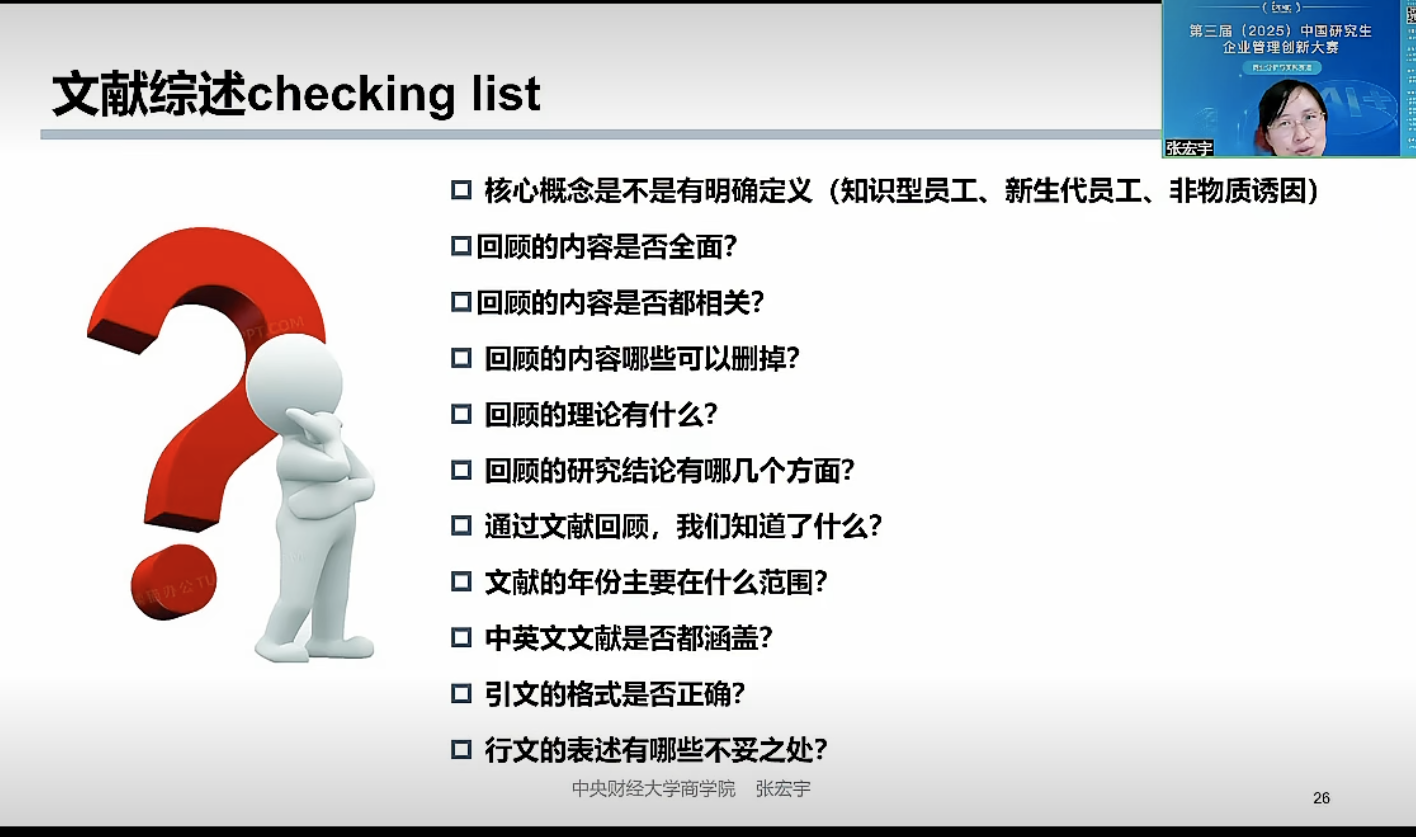 第三届（2025）中国研究生
企业管理创新大赛
张宏宇
文献综述checking list
核心概念是不是有明确定义（知识型员工、新生代员工、非物质诱因）
回顾的内容是否全面？
回顾的内容是否都相关？
回顾的内容哪些可以删掉？
回顾的理论有什么？
回顾的研究结论有哪几个方面？
通过文献回顾，我们知道了什么？
文献的年份主要在什么范围？
中英文文献是否都涵盖？
引文的格式是否正确？
行文的表述有哪些不妥之处？
中央财经大学商学院 张宏宇
26